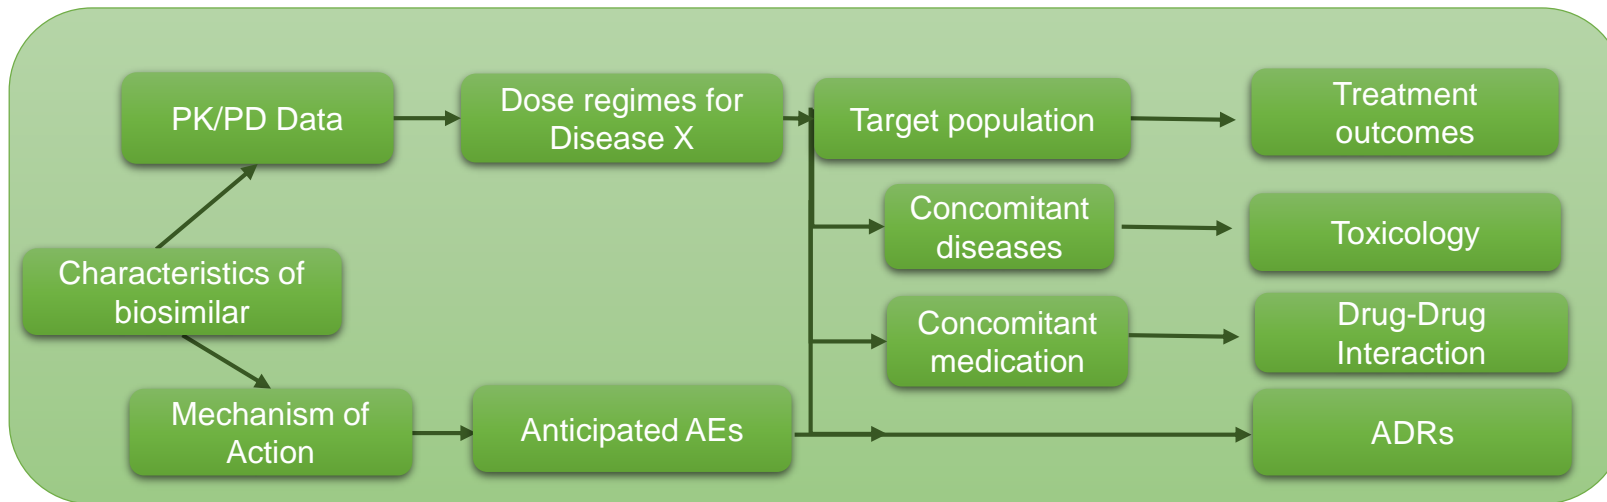 PK/PD Data
Dose regimes for
Disease X
Target population
Treatment
outcomes
Concomitant
diseases
Toxicology
Characteristics of
biosimilar
Concomitant
medication
Drug-Drug
Interaction
Mechanism of
Action
Anticipated AEs
ADRs